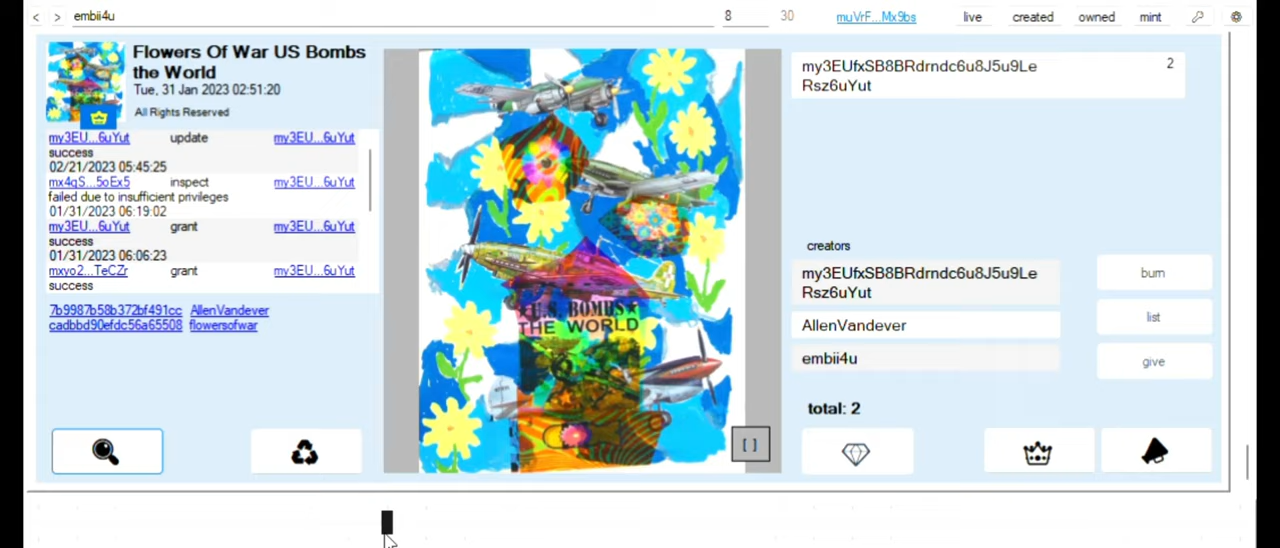 < > embii4u 8 30 muVrF...Mx9bs live created owned mint
Flowers Of War US Bombs
the World
Tue, 31 Jan 2023 02:51:20
All Rights Reserved
my3EU...6uYut update my3EU...6uYut
success
02/21/2023 05:45:25
mx4qS...5oEx5 inspect my3EU...6uYut
failed due to insufficient privileges
01/31/2023 06:19:02
my3EU...6uYut grant my3EU...6uYut
success
01/31/2023 06:06:23
mxyo2...TeCZr grant my3EU...6uYut
success
7b9987b58b372bf491cc AllenVandever
cadbbd90efdc56a65508 flowersofwar
U.S. BOMBS
THE WORLD
[ ]
my3EUfxSB8BRdrndc6u8J5u9Le 2
Rsz6uYut
creators
my3EUfxSB8BRdrndc6u8J5u9Le
Rsz6uYut
AllenVandever
embii4u
burn
list
give
total: 2